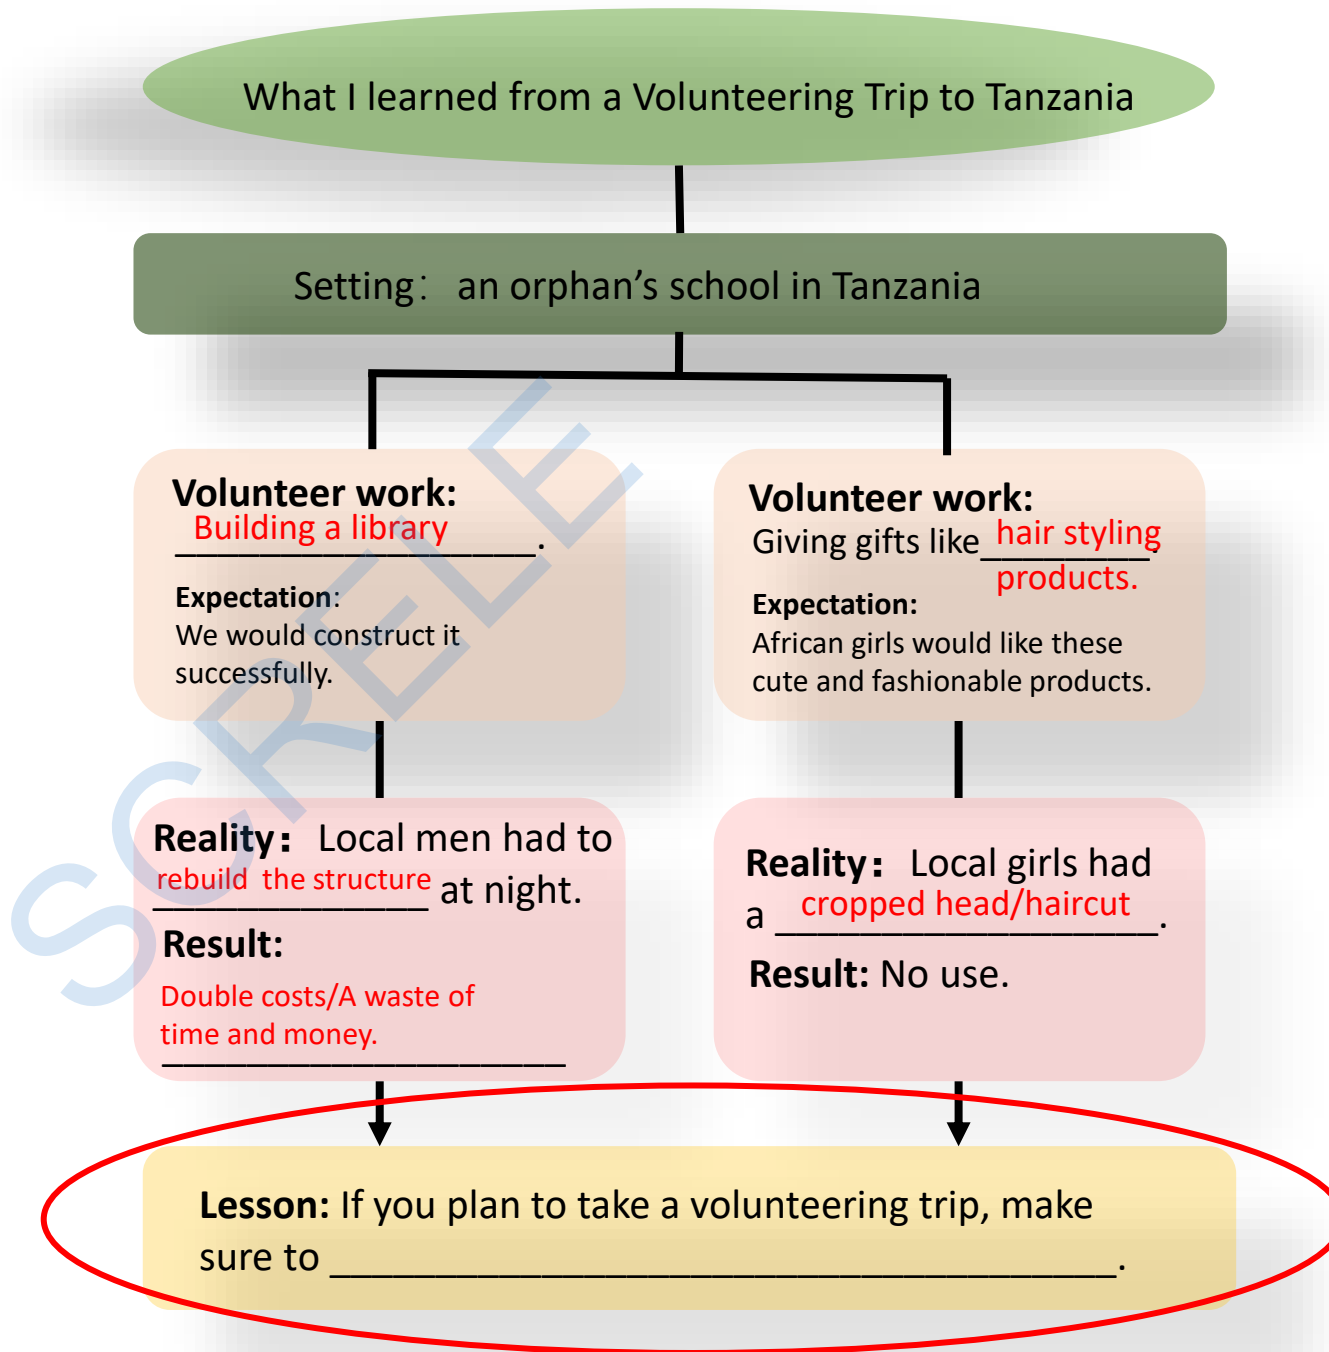 What I learned from a Volunteering Trip to Tanzania
Setting： an orphan's school in Tanzania
Volunteer work:
Building a library
___________________.
Expectation:
We would construct it
successfully.
Volunteer work:
Giving gifts like hair styling
products.
Expectation:
African girls would like these
cute and fashionable products.
Reality： Local men had to
rebuild the structure at night.
Result:
Double costs/A waste of
time and money.
Reality： Local girls had
a cropped head/haircut.
Result: No use.
Lesson: If you plan to take a volunteering trip, make
sure to ______________________________________.
SCRELE